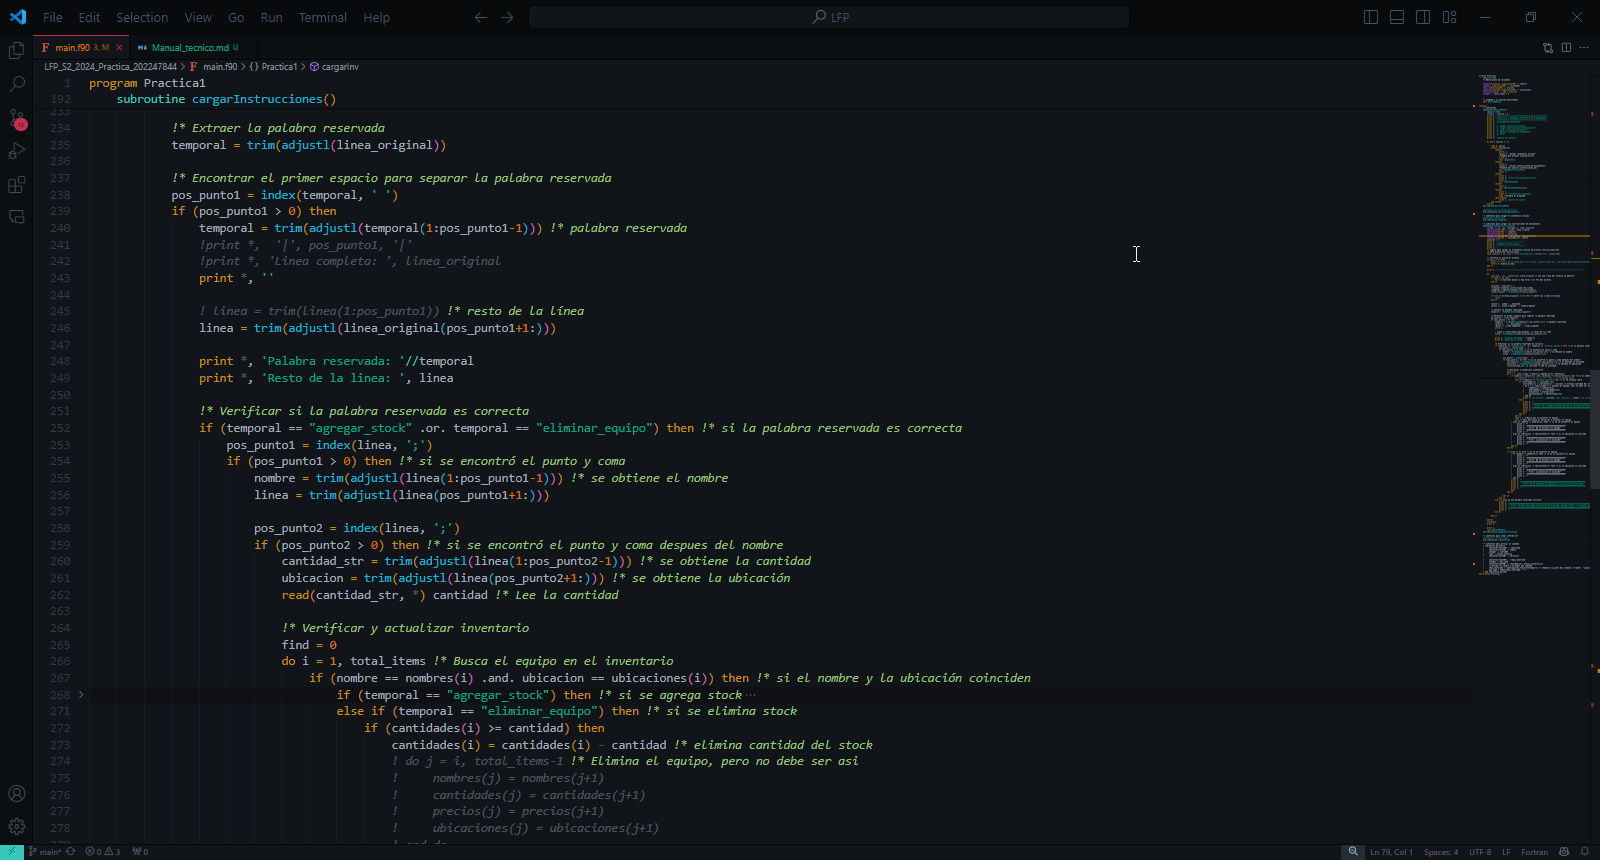 File Edit Selection View Go Run Terminal Help LFP
main.f90 3, M Manual_tecnico.md U
LFP_S2_2024_Practica_202247844 > main.f90 > Practica1 > cargarInv
1 program Practica1
192 subroutine cargarInstrucciones()
233
234 !* Extraer la palabra reservada
235 temporal = trim(adjustl(linea_original))
236
237 !* Encontrar el primer espacio para separar la palabra reservada
238 pos_punto1 = index(temporal, ' ')
239 if (pos_punto1 > 0) then
240 temporal = trim(adjustl(temporal(1:pos_punto1-1))) !* palabra reservada
241 !print *, '|', pos_punto1, '|'
242 !print *, 'Linea completa: ', linea_original
243 print *, ''
244
245 ! linea = trim(linea(1:pos_punto1)) !* resto de la línea
246 linea = trim(adjustl(linea_original(pos_punto1+1:)))
247
248 print *, 'Palabra reservada: '//temporal
249 print *, 'Resto de la linea: ', linea
250
251 !* Verificar si la palabra reservada es correcta
252 if (temporal == "agregar_stock" .or. temporal == "eliminar_equipo") then !* si la palabra reservada es correcta
253 pos_punto1 = index(linea, ';')
254 if (pos_punto1 > 0) then !* si se encontró el punto y coma
255 nombre = trim(adjustl(linea(1:pos_punto1-1))) !* se obtiene el nombre
256 linea = trim(adjustl(linea(pos_punto1+1:)))
257
258 pos_punto2 = index(linea, ';')
259 if (pos_punto2 > 0) then !* si se encontró el punto y coma despues del nombre
260 cantidad_str = trim(adjustl(linea(1:pos_punto2-1))) !* se obtiene la cantidad
261 ubicacion = trim(adjustl(linea(pos_punto2+1:))) !* se obtiene la ubicación
262 read(cantidad_str, *) cantidad !* Lee la cantidad
263
264 !* Verificar y actualizar inventario
265 find = 0
266 do i = 1, total_items !* Busca el equipo en el inventario
267 if (nombre == nombres(i) .and. ubicacion == ubicaciones(i)) then !* si el nombre y la ubicación coinciden
268 if (temporal == "agregar_stock") then !* si se agrega stock ···
271 else if (temporal == "eliminar_equipo") then !* si se elimina stock
272 if (cantidades(i) >= cantidad) then
273 cantidades(i) = cantidades(i) - cantidad !* elimina cantidad del stock
274 ! do j = i, total_items-1 !* Elimina el equipo, pero no debe ser asi
275 ! nombres(j) = nombres(j+1)
276 ! cantidades(j) = cantidades(j+1)
277 ! precios(j) = precios(j+1)
278 ! ubicaciones(j) = ubicaciones(j+1)
279 ! end do
main* 0 3 0 Ln 79, Col 1 Spaces: 4 UTF-8 LF Fortran